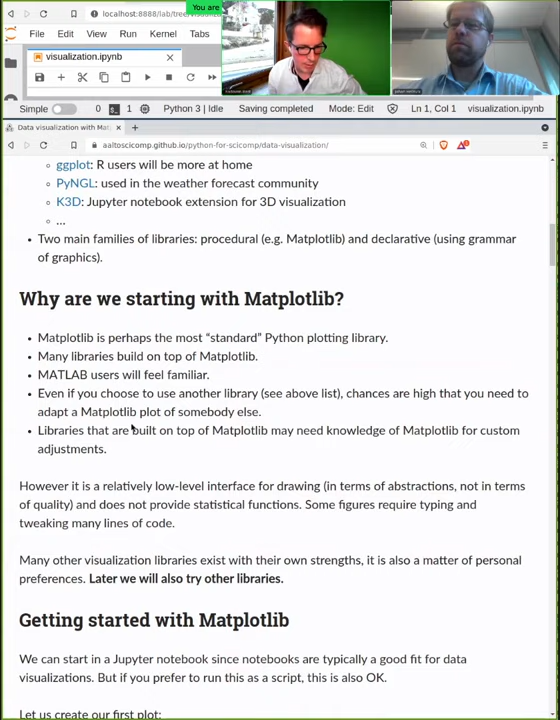 You are
localhost:8888/lab/tree/visualiz
File Edit View Run Kernel Tabs
visualization.ipynb
Simple 0 1 Python 3 | Idle Saving completed Mode: Edit Ln 1, Col 1 visualization.ipynb
Data visualization with Mat
aaltoscicomp.github.io/python-for-scicomp/data-visualization/
ggplot: R users will be more at home
PyNGL: used in the weather forecast community
K3D: Jupyter notebook extension for 3D visualization
...
Two main families of libraries: procedural (e.g. Matplotlib) and declarative (using grammar
of graphics).
Why are we starting with Matplotlib?
Matplotlib is perhaps the most “standard” Python plotting library.
Many libraries build on top of Matplotlib.
MATLAB users will feel familiar.
Even if you choose to use another library (see above list), chances are high that you need to
adapt a Matplotlib plot of somebody else.
Libraries that are built on top of Matplotlib may need knowledge of Matplotlib for custom
adjustments.
However it is a relatively low-level interface for drawing (in terms of abstractions, not in terms
of quality) and does not provide statistical functions. Some figures require typing and
tweaking many lines of code.
Many other visualization libraries exist with their own strengths, it is also a matter of personal
preferences. Later we will also try other libraries.
Getting started with Matplotlib
We can start in a Jupyter notebook since notebooks are typically a good fit for data
visualizations. But if you prefer to run this as a script, this is also OK.
Let us create our first plot: